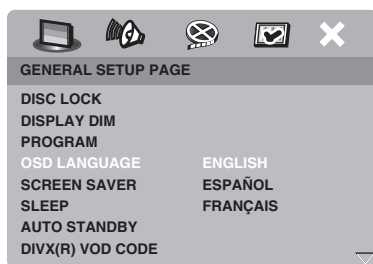 GENERAL SETUP PAGE
DISC LOCK
DISPLAY DIM
PROGRAM
OSD LANGUAGE ENGLISH
SCREEN SAVER ESPAÑOL
SLEEP FRANÇAIS
AUTO STANDBY
DIVX(R) VOD CODE